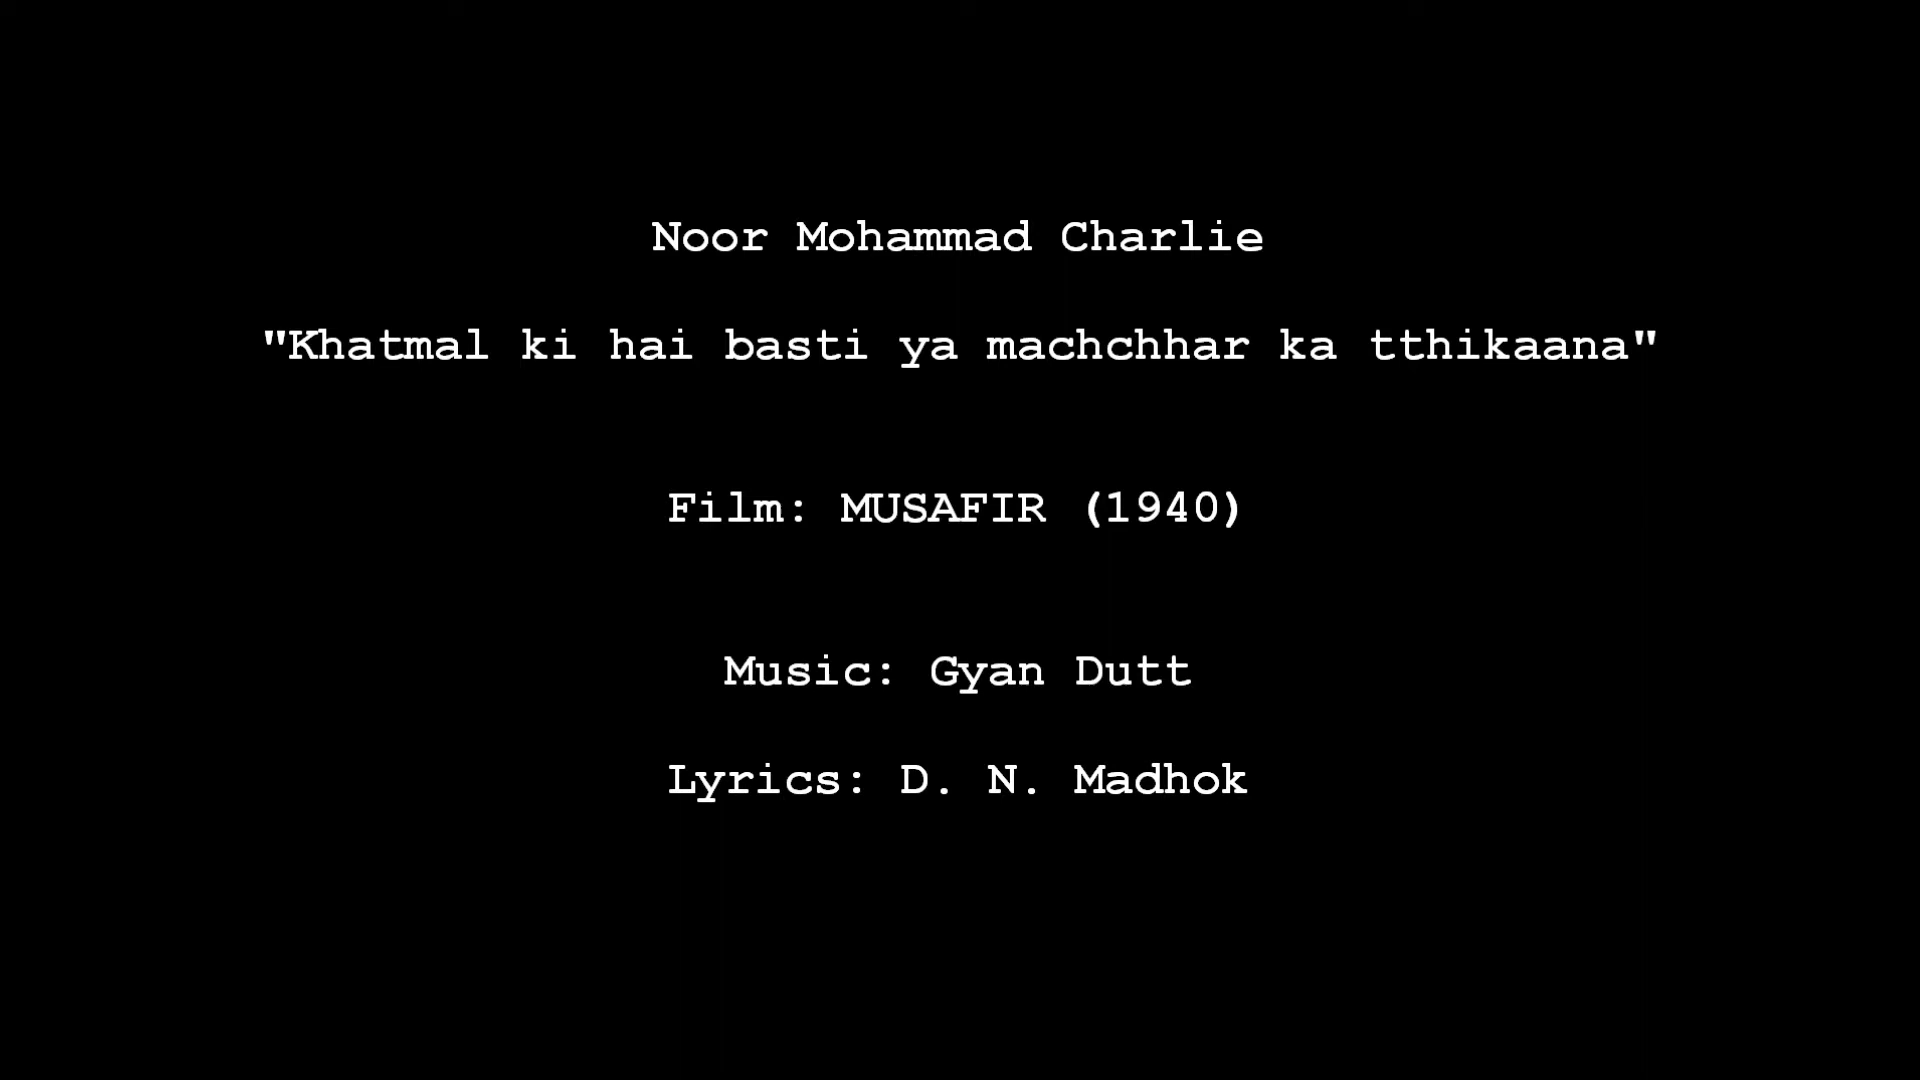 Noor Mohammad Charlie
"Khatmal ki hai basti ya machchhar ka tthikaana"
Film: MUSAFIR (1940)
Music: Gyan Dutt
Lyrics: D. N. Madhok